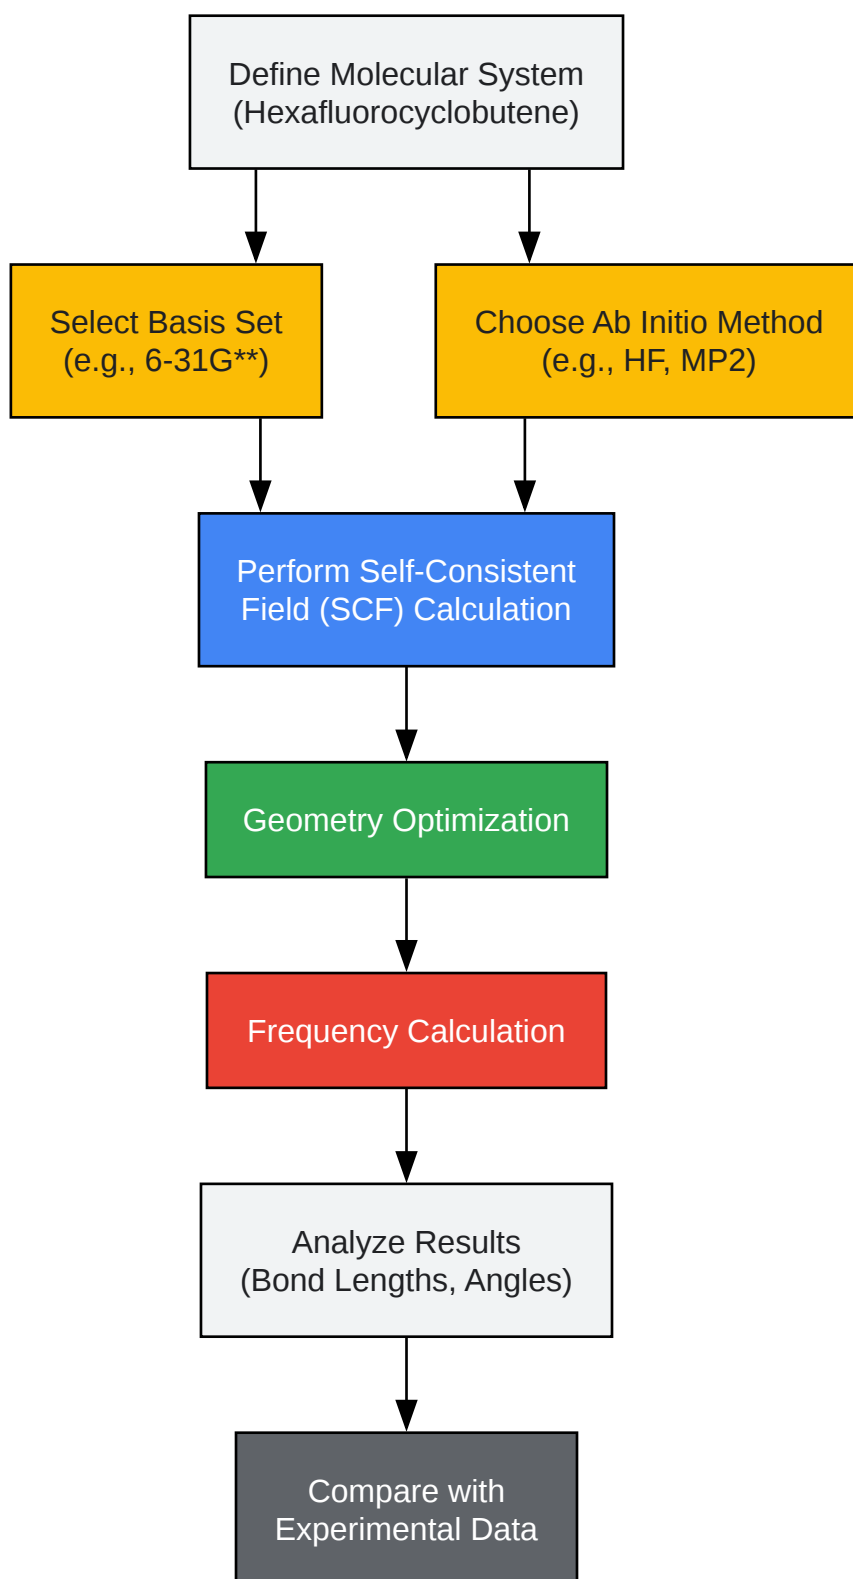 Define Molecular System
(Hexafluorocyclobutene)
Select Basis Set
(e.g., 6-31G**)
Choose Ab Initio Method
(e.g., HF, MP2)
Perform Self-Consistent
Field (SCF) Calculation
Geometry Optimization
Frequency Calculation
Analyze Results
(Bond Lengths, Angles)
Compare with
Experimental Data